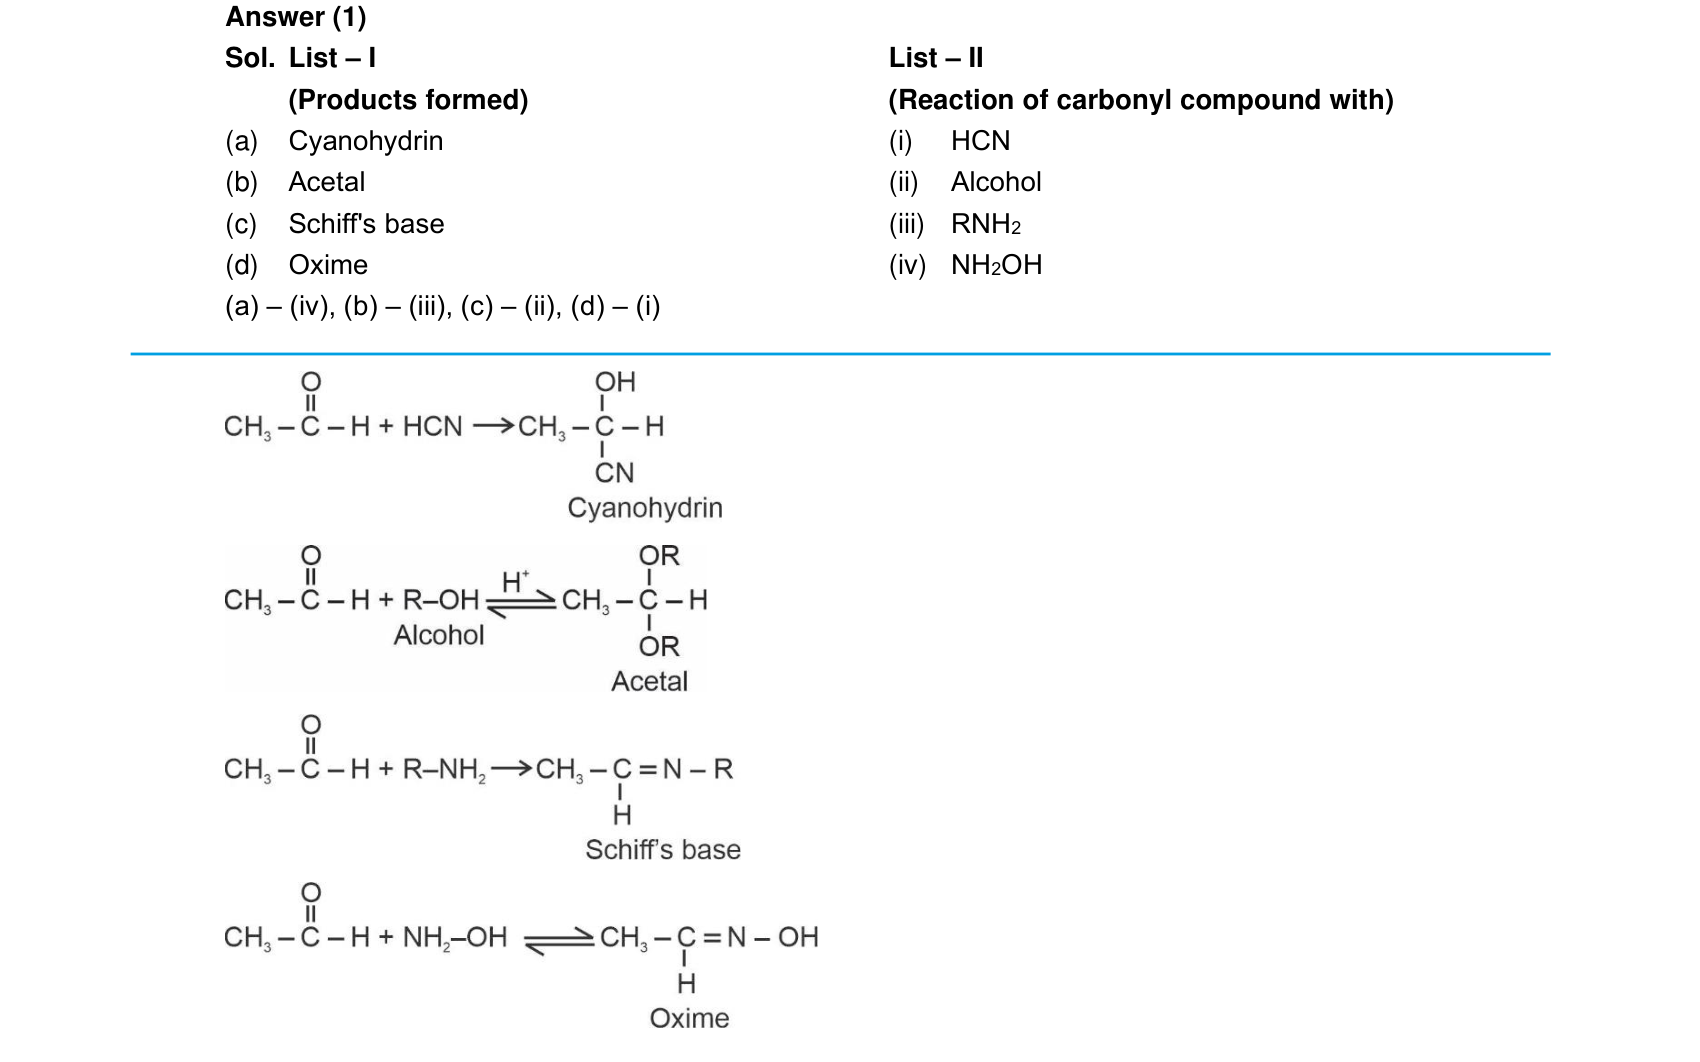 Answer (1)
Sol. List – I List – II
(Products formed) (Reaction of carbonyl compound with)
(a) Cyanohydrin (i) HCN
(b) Acetal (ii) Alcohol
(c) Schiff's base (iii) RNH2
(d) Oxime (iv) NH2OH
(a) – (iv), (b) – (iii), (c) – (ii), (d) – (i)
O OH
CH₃ – C – H + HCN ⟶ CH₃ – C – H
CN
Cyanohydrin
O OR
H⁺
CH₃ – C – H + R–OH ⇌ CH₃ – C – H
Alcohol OR
Acetal
O
CH₃ – C – H + R–NH₂ ⟶ CH₃ – C = N – R
H
Schiff's base
O
CH₃ – C – H + NH₂–OH ⇌ CH₃ – C = N – OH
H
Oxime